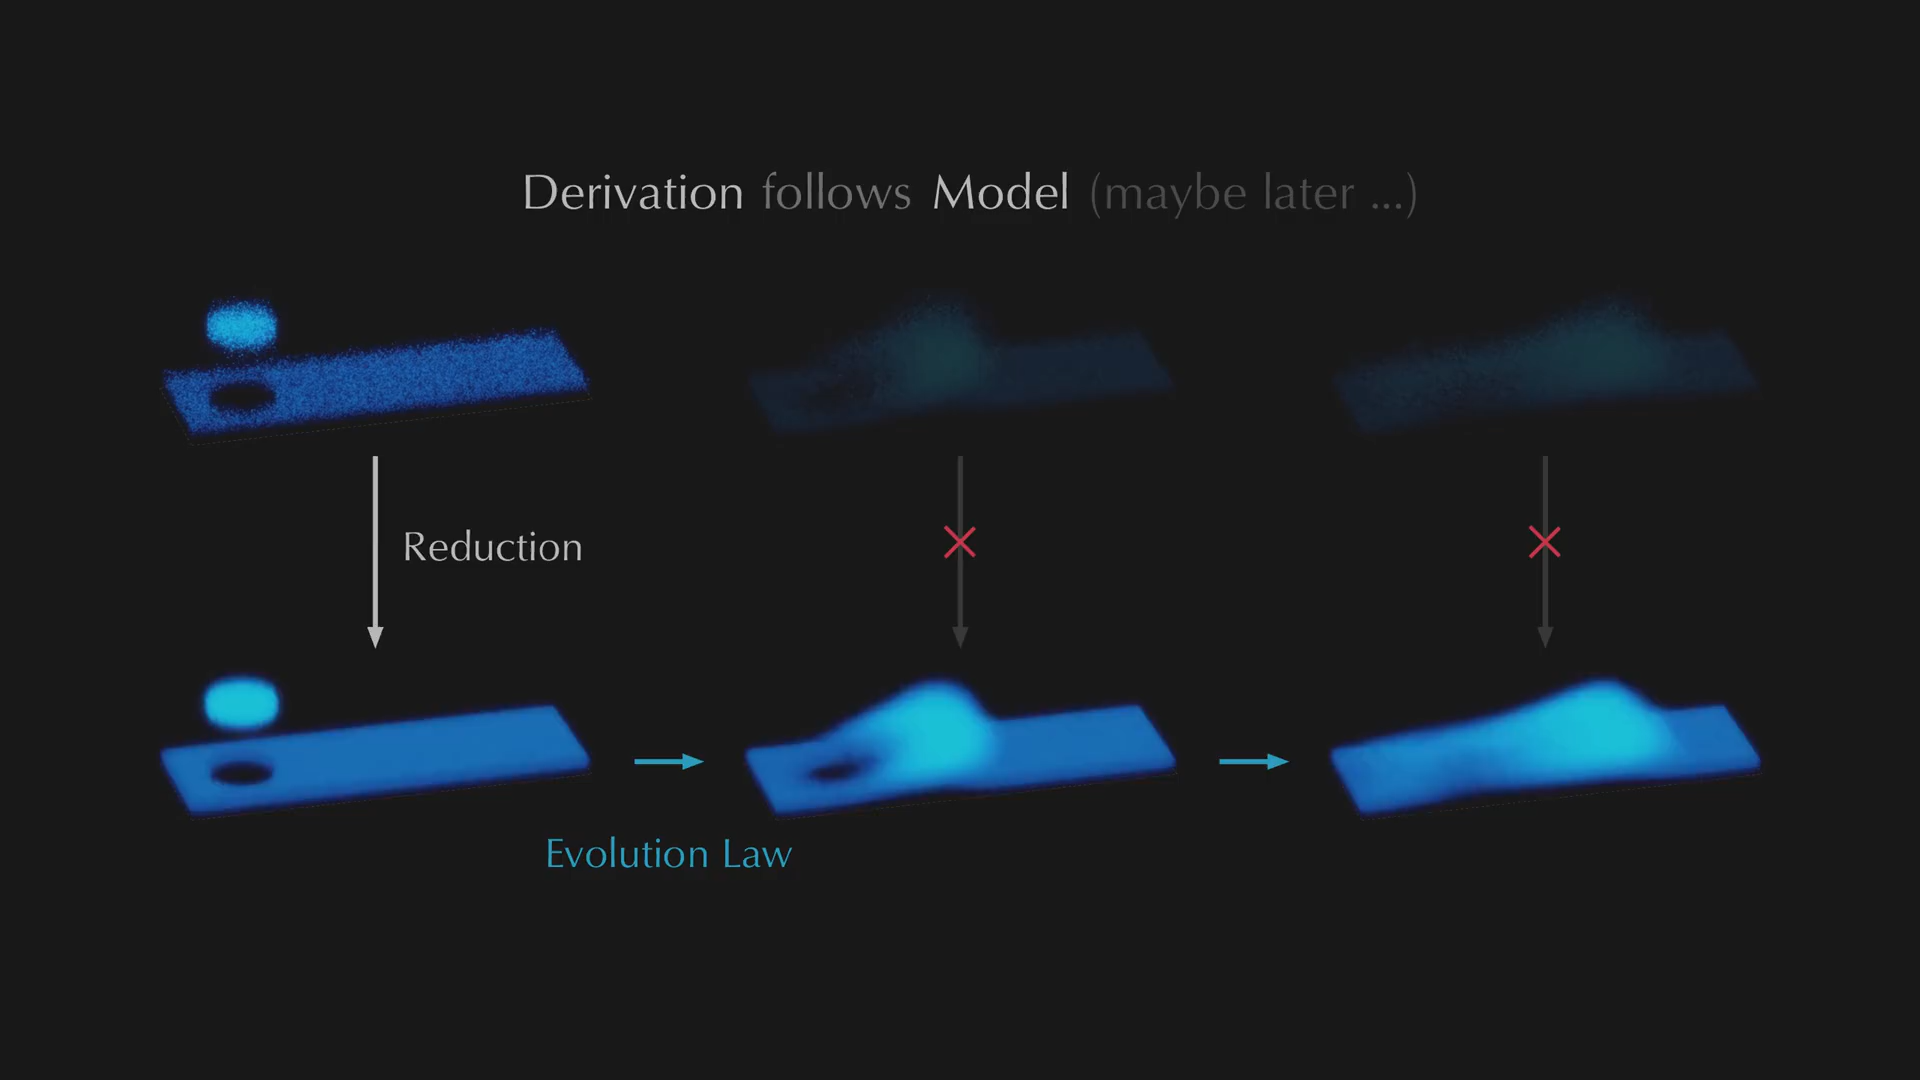 Derivation follows Model (maybe later ...)
Reduction
Evolution Law